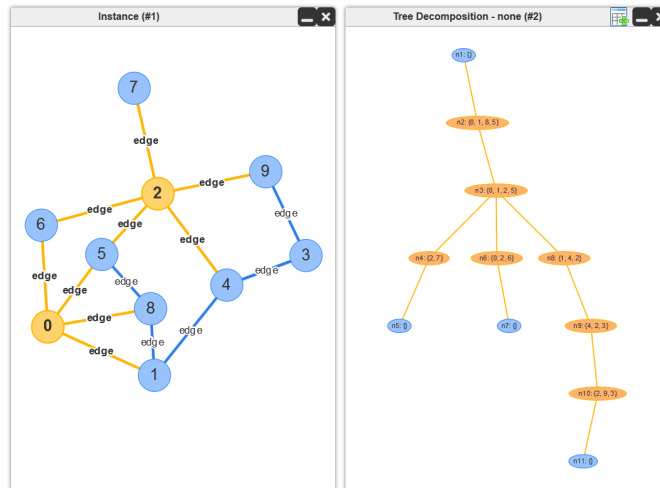 Instance (#1)
7
edge
9
edge
2
edge
6
edge
edge
5
edge
edge
3
edge
edge
4
edge
8
edge
0
edge
edge
edge
1
Tree Decomposition - none (#2)
n1: {}
n2: {0, 1, 8, 5}
n3: {0, 1, 2, 5}
n4: {2, 7}
n6: {0, 2, 6}
n8: {1, 4, 2}
n5: {}
n7: {}
n9: {4, 2, 3}
n10: {2, 9, 3}
n11: {}